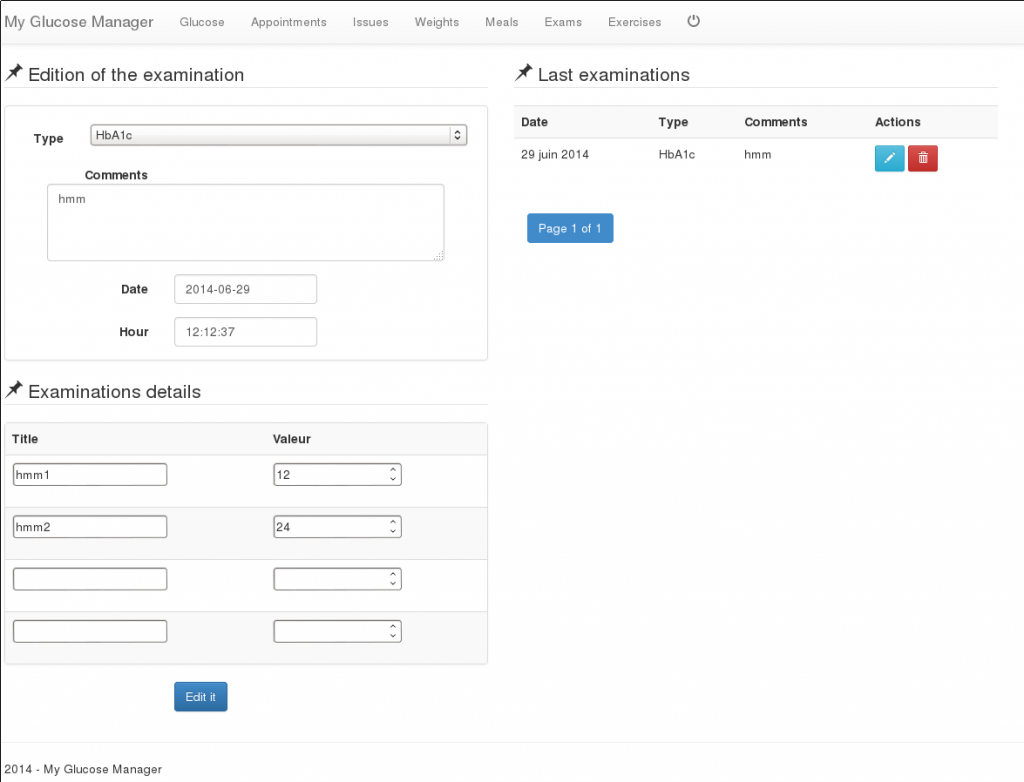 My Glucose Manager Glucose Appointments Issues Weights Meals Exams Exercises
Edition of the examination
Type HbA1c
Comments
hmm
Date 2014-06-29
Hour 12:12:37
Examinations details
Title Valeur
hmm1 12
hmm2 24
Edit it
Last examinations
Date Type Comments Actions
29 juin 2014 HbA1c hmm
Page 1 of 1
2014 - My Glucose Manager